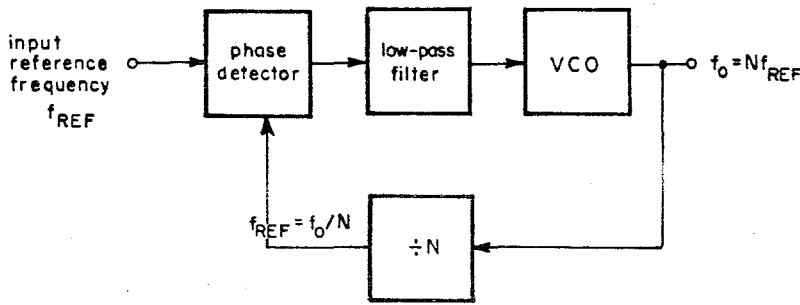 input
reference
frequency
f_REF
phase
detector
low-pass
filter
VCO
f_o = Nf_REF
f_REF = f_o/N
÷N